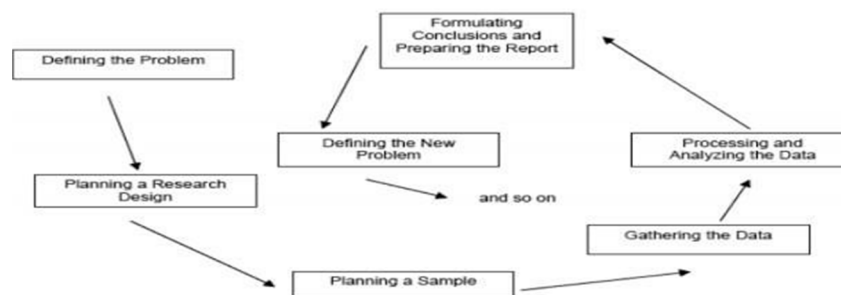 Formulating
Conclusions and
Preparing the Report
Defining the Problem
Defining the New
Problem
Processing and
Analyzing the Data
Planning a Research
Design
and so on
Gathering the Data
Planning a Sample